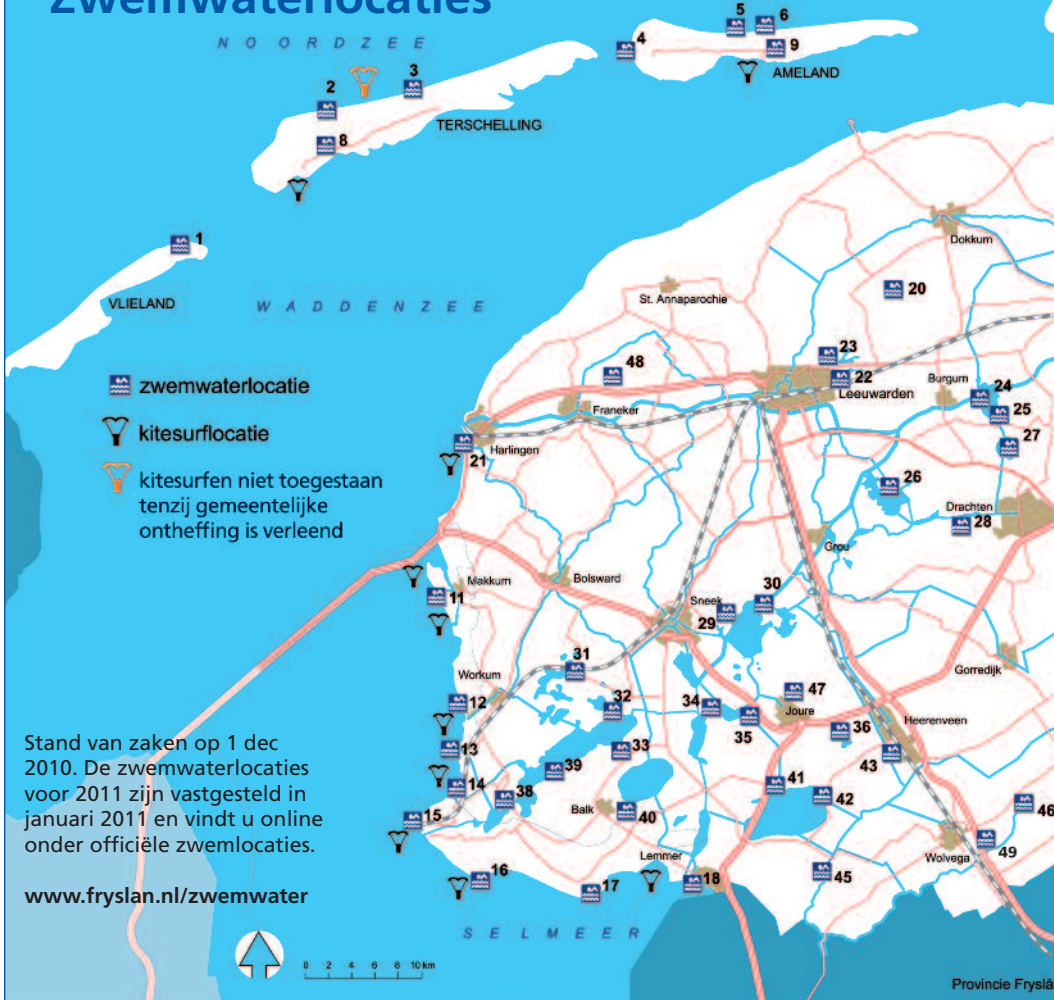 Zwemwaterlocaties
NOORDZEE
5
6
4
9
AMELAND
3
2
TERSCHELLING
8
1
VLIELAND
WADDENZEE
Dokkum
20
St. Annaparochie
23
48
22
Leeuwarden
Burgum
24
25
27
Franeker
Harlingen
21
26
Drachten
28
Grou
zwemwaterlocatie
kitesurflocatie
kitesurfen niet toegestaan
tenzij gemeentelijke
ontheffing is verleend
Makkum
11
Bolsward
Sneek
29
30
31
Gorredijk
Workum
12
32
34
47
Joure
35
36
Heerenveen
13
33
43
14
39
38
41
42
46
15
Balk
40
Lemmer
Wolvega
49
16
17
18
45
Stand van zaken op 1 dec
2010. De zwemwaterlocaties
voor 2011 zijn vastgesteld in
januari 2011 en vindt u online
onder officiële zwemlocaties.
www.fryslan.nl/zwemwater
SELMEER
0 2 4 6 8 10 km
Provincie Fryslâ